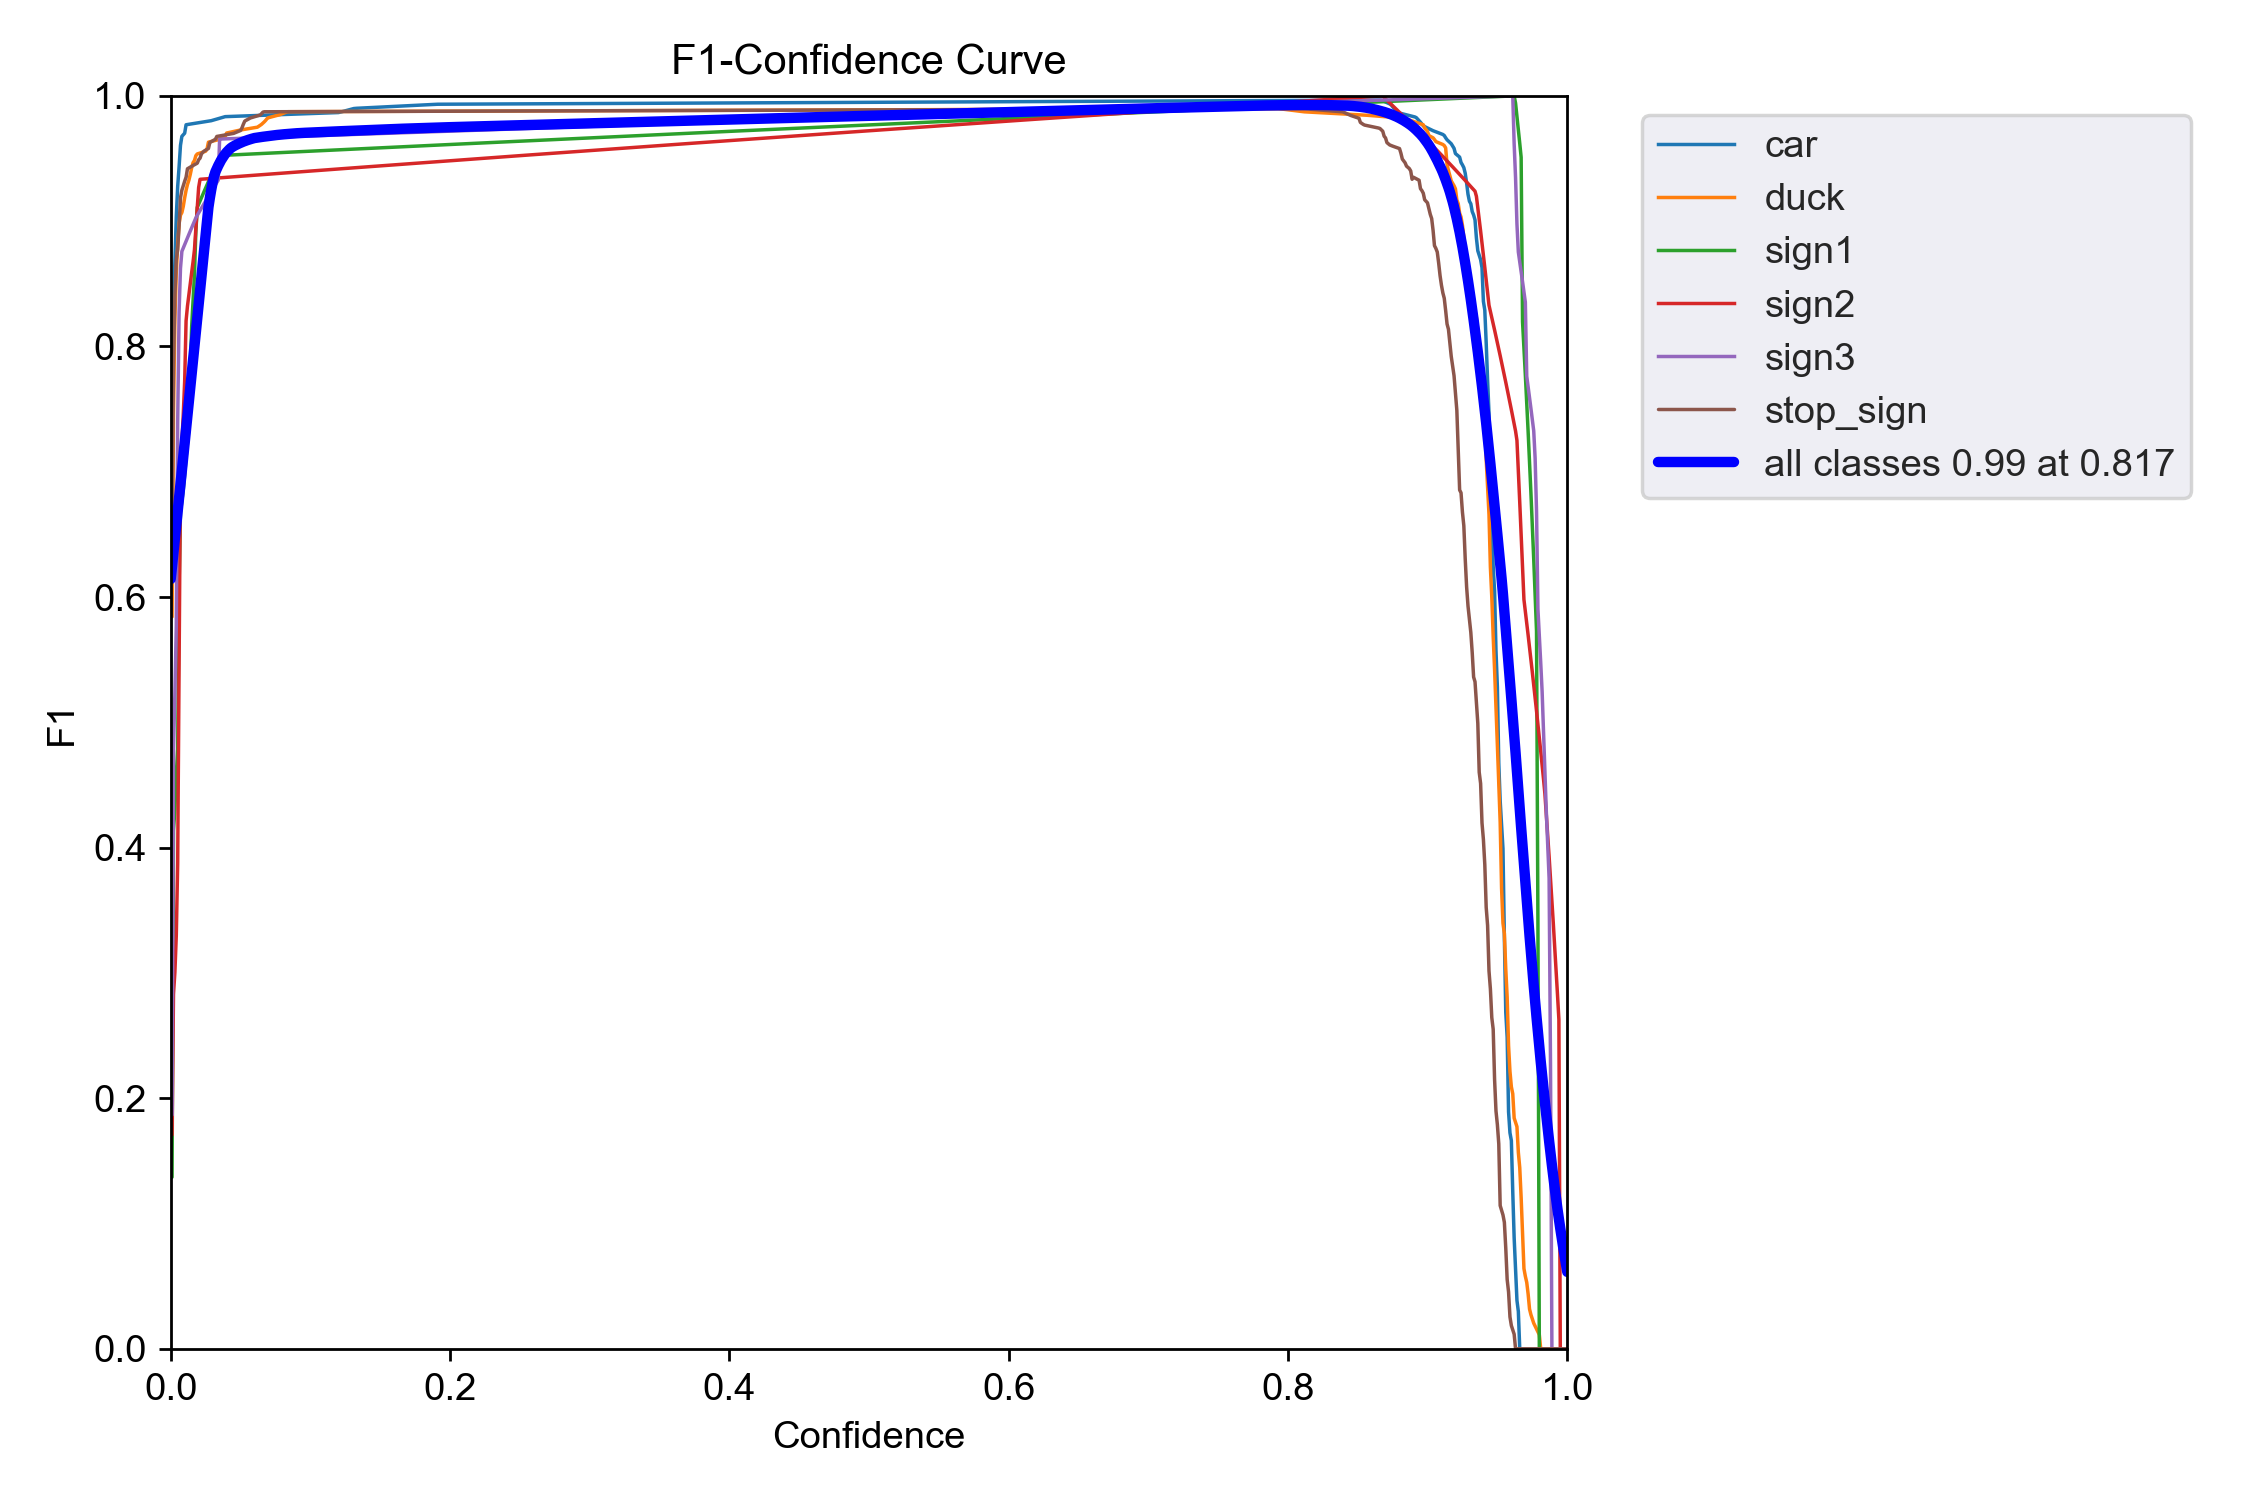 F1-Confidence Curve
1.0
0.8
0.6
0.4
0.2
0.0
F1
0.0 0.2 0.4 0.6 0.8 1.0
Confidence
car
duck
sign1
sign2
sign3
stop_sign
all classes 0.99 at 0.817